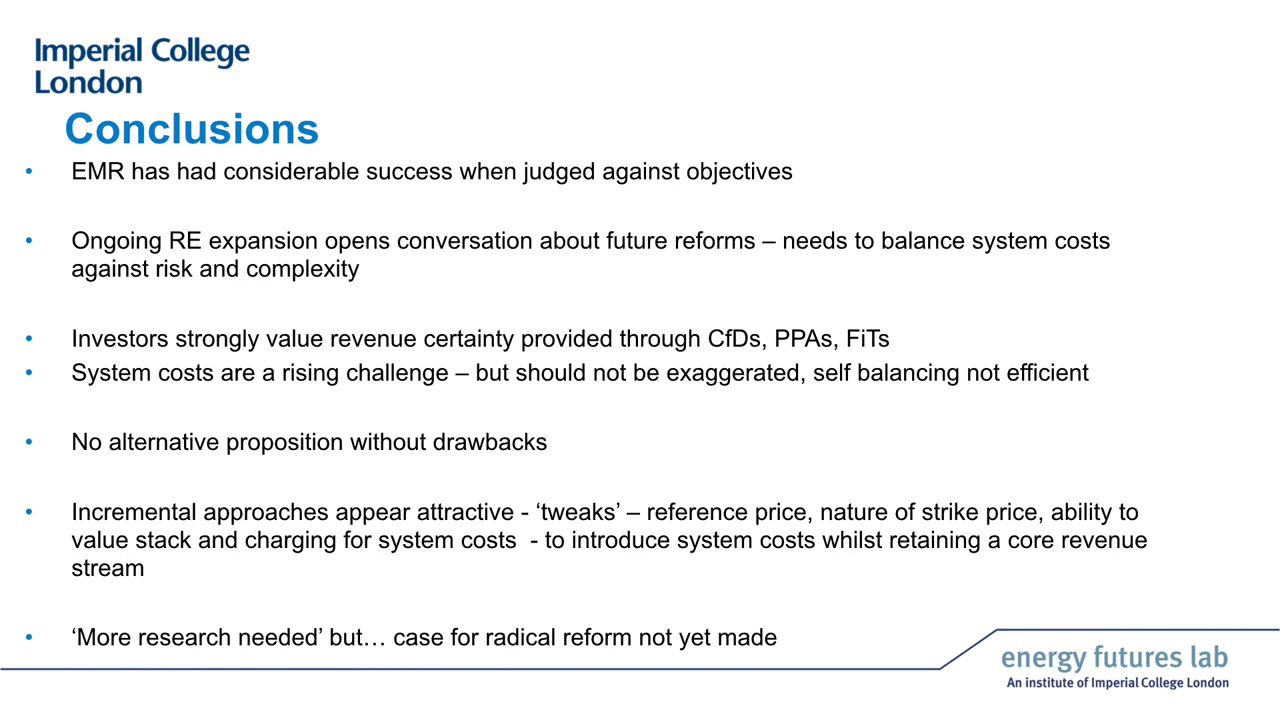 Imperial College
London
Conclusions
• EMR has had considerable success when judged against objectives
• Ongoing RE expansion opens conversation about future reforms – needs to balance system costs
against risk and complexity
• Investors strongly value revenue certainty provided through CfDs, PPAs, FiTs
• System costs are a rising challenge – but should not be exaggerated, self balancing not efficient
• No alternative proposition without drawbacks
• Incremental approaches appear attractive - ‘tweaks’ – reference price, nature of strike price, ability to
value stack and charging for system costs  - to introduce system costs whilst retaining a core revenue
stream
• ‘More research needed’ but… case for radical reform not yet made
energy futures lab
An institute of Imperial College London